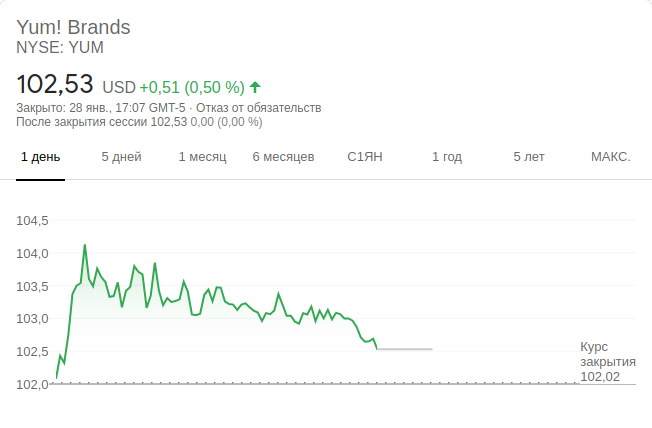 Yum! Brands
NYSE: YUM
102,53 USD +0,51 (0,50 %)
Закрыто: 28 янв., 17:07 GMT-5 · Отказ от обязательств
После закрытия сессии 102,53 0,00 (0,00 %)
1 день 5 дней 1 месяц 6 месяцев С1ЯН 1 год 5 лет МАКС.
104,5
104,0
103,5
103,0
102,5
102,0
Курс
закрытия
102,02